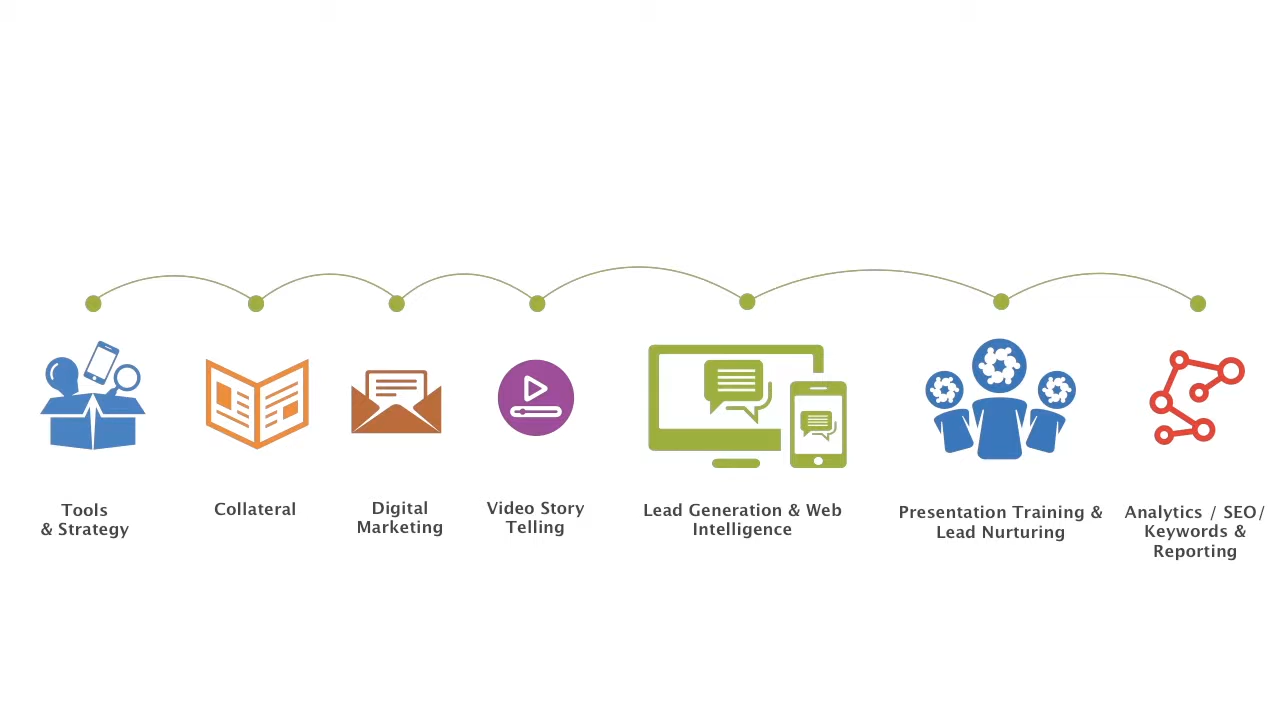 Tools
& Strategy
Collateral
Digital
Marketing
Video Story
Telling
Lead Generation & Web
Intelligence
Presentation Training &
Lead Nurturing
Analytics / SEO/
Keywords &
Reporting